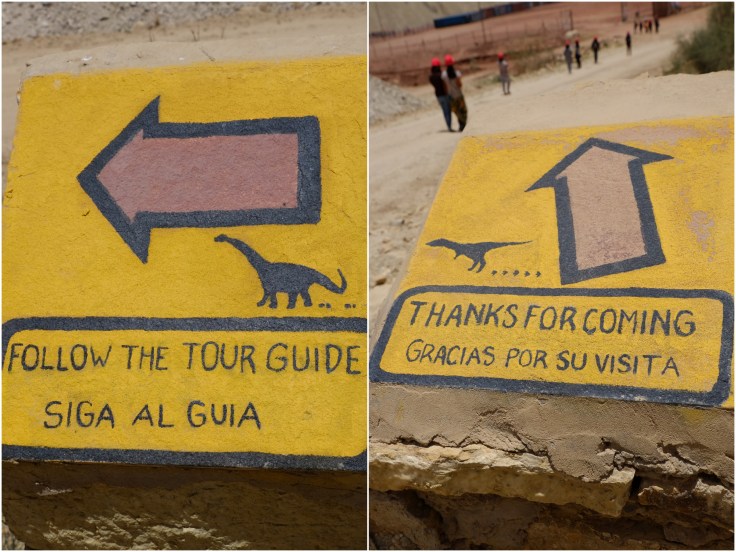 FOLLOW THE TOUR GUIDE
SIGA AL GUIA
THANKS FOR COMING
GRACIAS POR SU VISITA